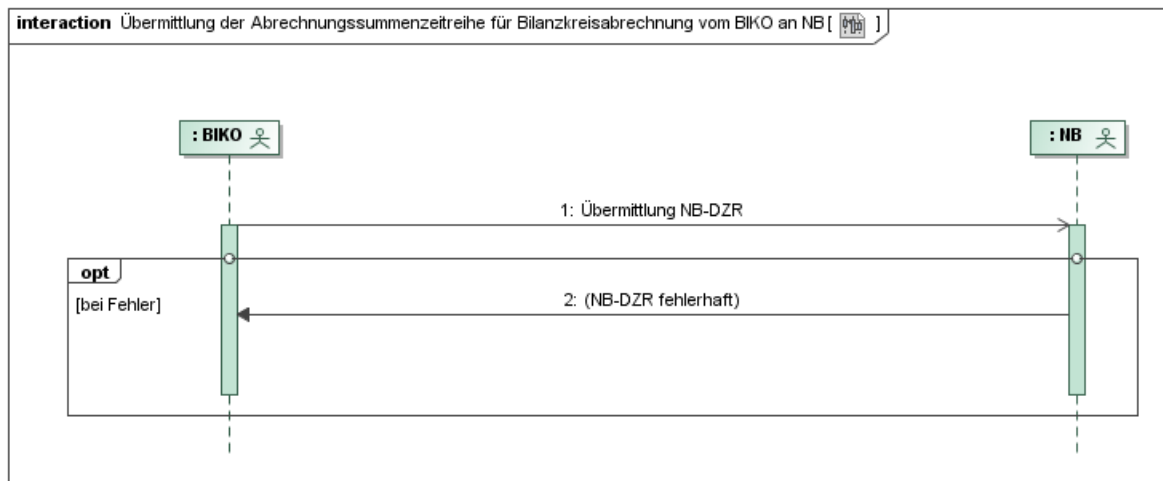 interaction Übermittlung der Abrechnungssummenzeitreihe für Bilanzkreisabrechnung vom BIKO an NB [ ]
: BIKO
: NB
1: Übermittlung NB-DZR
opt
[bei Fehler]
2: (NB-DZR fehlerhaft)